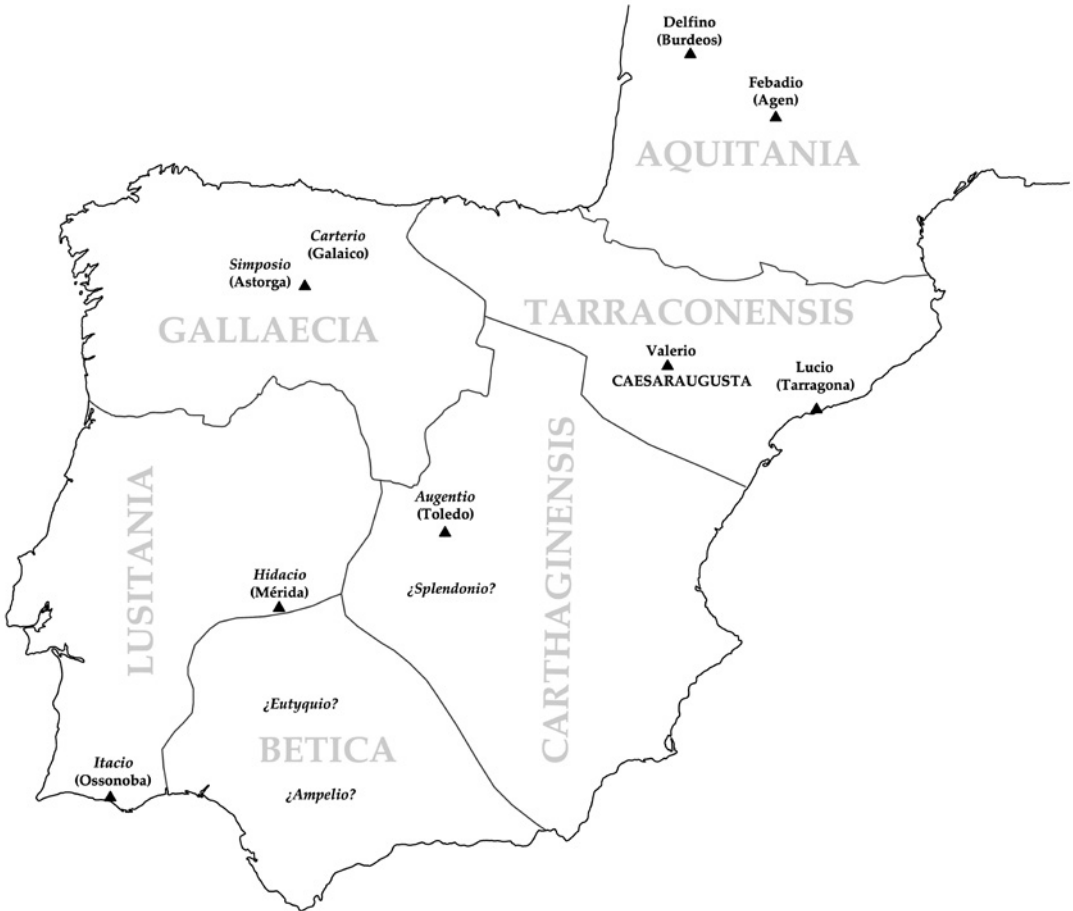 Delfino
(Burdeos)
Febadio
(Agen)
AQUITANIA
Carterio
(Galaico)
Simposio
(Astorga)
GALLAECIA
TARRACONENSIS
Valerio
CAESARAUGUSTA
Lucio
(Tarragona)
CARTHAGINENSIS
LUSITANIA
Augentio
(Toledo)
Hidacio
(Mérida)
¿Splendonio?
¿Eutyquio?
BETICA
Itacio
(Ossonoba)
¿Ampelio?